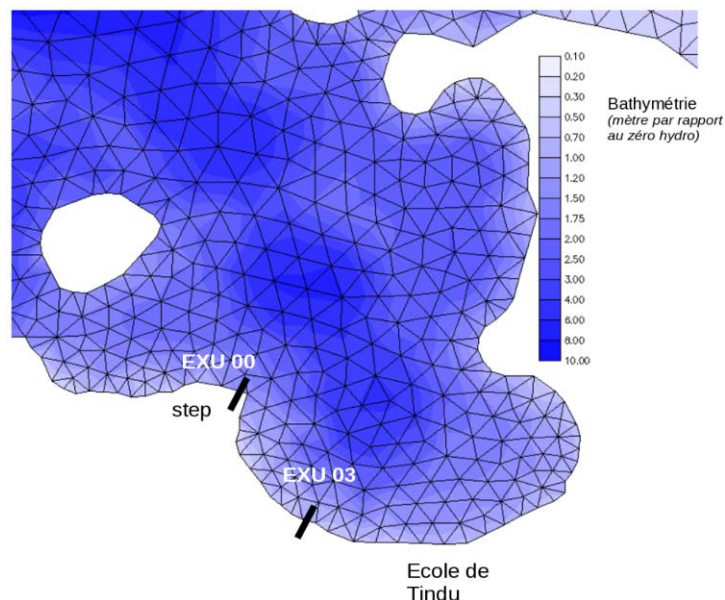 0.10
0.20
0.30
0.50
0.70
1.00
1.20
1.50
1.75
2.00
2.50
3.00
4.00
6.00
8.00
10.00
Bathymétrie
(mètre par rapport
au zéro hydro)
EXU 00
step
EXU 03
Ecole de
Tindu